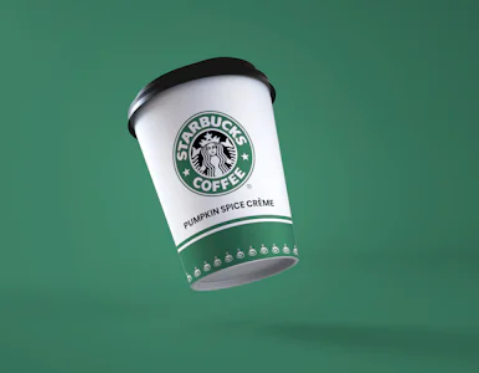 STARBUCKS
COFFEE
®
PUMPKIN SPICE CRÈME